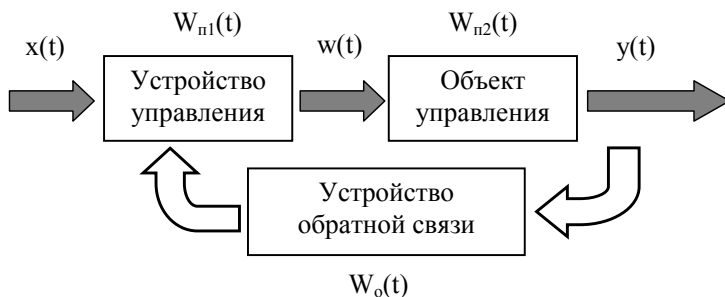 Wп1(t)
Wп2(t)
x(t)
w(t)
y(t)
Устройство
управления
Объект
управления
Устройство
обратной связи
Wо(t)